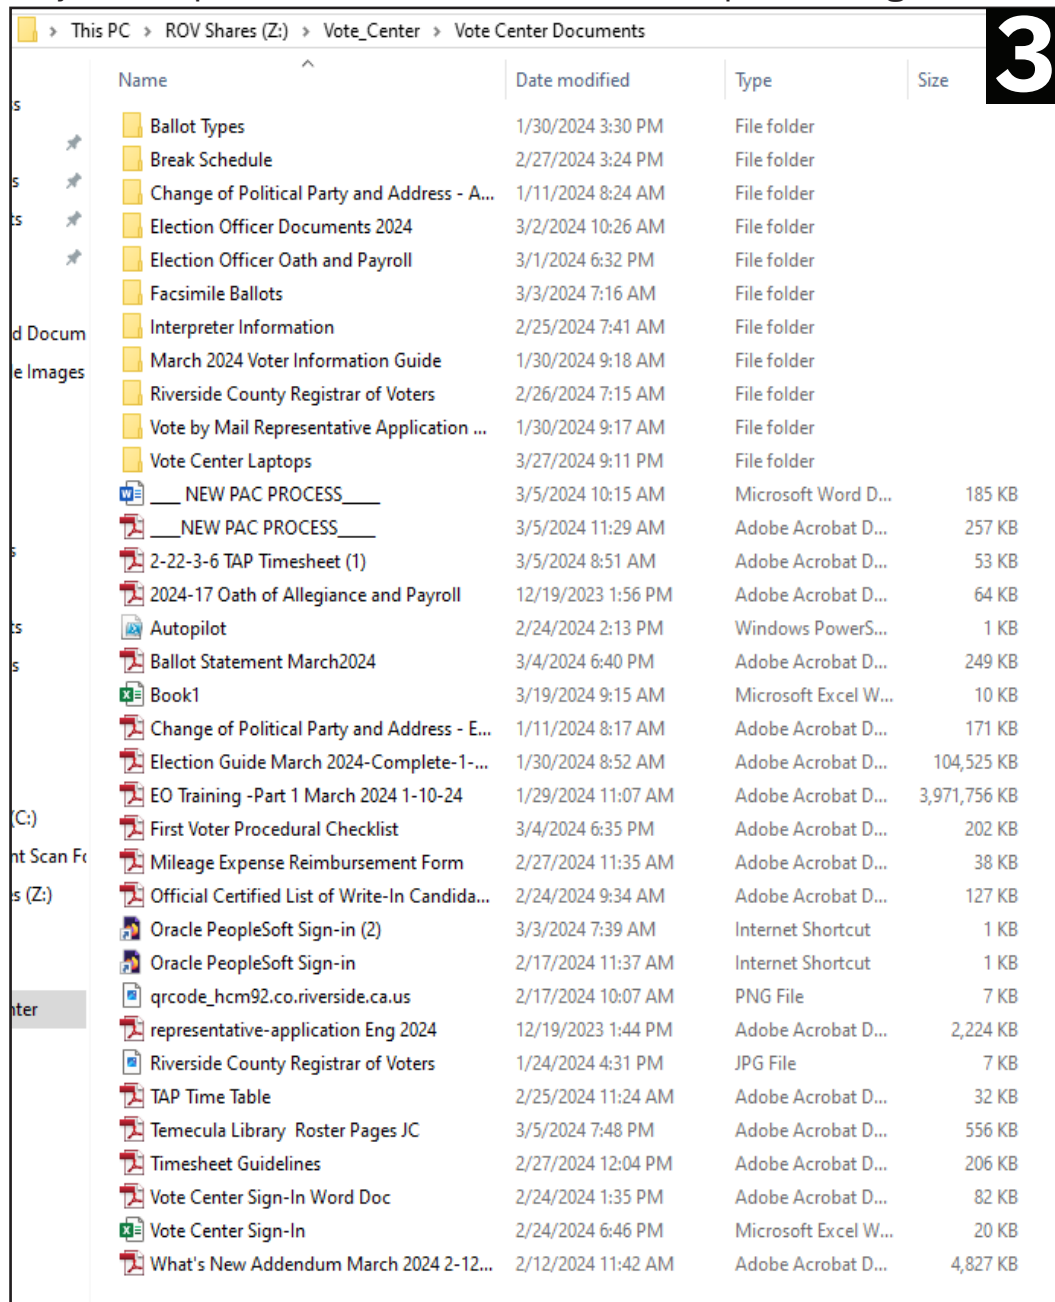 This PC > ROV Shares (Z:) > Vote_Center > Vote Center Documents
3
Name Date modified Type Size
Ballot Types 1/30/2024 3:30 PM File folder
Break Schedule 2/27/2024 3:24 PM File folder
Change of Political Party and Address - A... 1/11/2024 8:24 AM File folder
Election Officer Documents 2024 3/2/2024 10:26 AM File folder
Election Officer Oath and Payroll 3/1/2024 6:32 PM File folder
Facsimile Ballots 3/3/2024 7:16 AM File folder
Interpreter Information 2/25/2024 7:41 AM File folder
d Docum
March 2024 Voter Information Guide 1/30/2024 9:18 AM File folder
e Images
Riverside County Registrar of Voters 2/26/2024 7:15 AM File folder
Vote by Mail Representative Application ... 1/30/2024 9:17 AM File folder
Vote Center Laptops 3/27/2024 9:11 PM File folder
___ NEW PAC PROCESS____ 3/5/2024 10:15 AM Microsoft Word D... 185 KB
___NEW PAC PROCESS____ 3/5/2024 11:29 AM Adobe Acrobat D... 257 KB
2-22-3-6 TAP Timesheet (1) 3/5/2024 8:51 AM Adobe Acrobat D... 53 KB
2024-17 Oath of Allegiance and Payroll 12/19/2023 1:56 PM Adobe Acrobat D... 64 KB
Autopilot 2/24/2024 2:13 PM Windows PowerS... 1 KB
Ballot Statement March2024 3/4/2024 6:40 PM Adobe Acrobat D... 249 KB
Book1 3/19/2024 9:15 AM Microsoft Excel W... 10 KB
Change of Political Party and Address - E... 1/11/2024 8:17 AM Adobe Acrobat D... 171 KB
Election Guide March 2024-Complete-1-... 1/30/2024 8:52 AM Adobe Acrobat D... 104,525 KB
EO Training -Part 1 March 2024 1-10-24 1/29/2024 11:07 AM Adobe Acrobat D... 3,971,756 KB
(C:)
First Voter Procedural Checklist 3/4/2024 6:35 PM Adobe Acrobat D... 202 KB
nt Scan Fo
Mileage Expense Reimbursement Form 2/27/2024 11:35 AM Adobe Acrobat D... 38 KB
s (Z:)
Official Certified List of Write-In Candida... 2/24/2024 9:34 AM Adobe Acrobat D... 127 KB
Oracle PeopleSoft Sign-in (2) 3/3/2024 7:39 AM Internet Shortcut 1 KB
Oracle PeopleSoft Sign-in 2/17/2024 11:37 AM Internet Shortcut 1 KB
qrcode_hcm92.co.riverside.ca.us 2/17/2024 10:07 AM PNG File 7 KB
nter
representative-application Eng 2024 12/19/2023 1:44 PM Adobe Acrobat D... 2,224 KB
Riverside County Registrar of Voters 1/24/2024 4:31 PM JPG File 7 KB
TAP Time Table 2/25/2024 11:24 AM Adobe Acrobat D... 32 KB
Temecula Library  Roster Pages JC 3/5/2024 7:48 PM Adobe Acrobat D... 556 KB
Timesheet Guidelines 2/27/2024 12:04 PM Adobe Acrobat D... 206 KB
Vote Center Sign-In Word Doc 2/24/2024 1:35 PM Adobe Acrobat D... 82 KB
Vote Center Sign-In 2/24/2024 6:46 PM Microsoft Excel W... 20 KB
What's New Addendum March 2024 2-12... 2/12/2024 11:42 AM Adobe Acrobat D... 4,827 KB